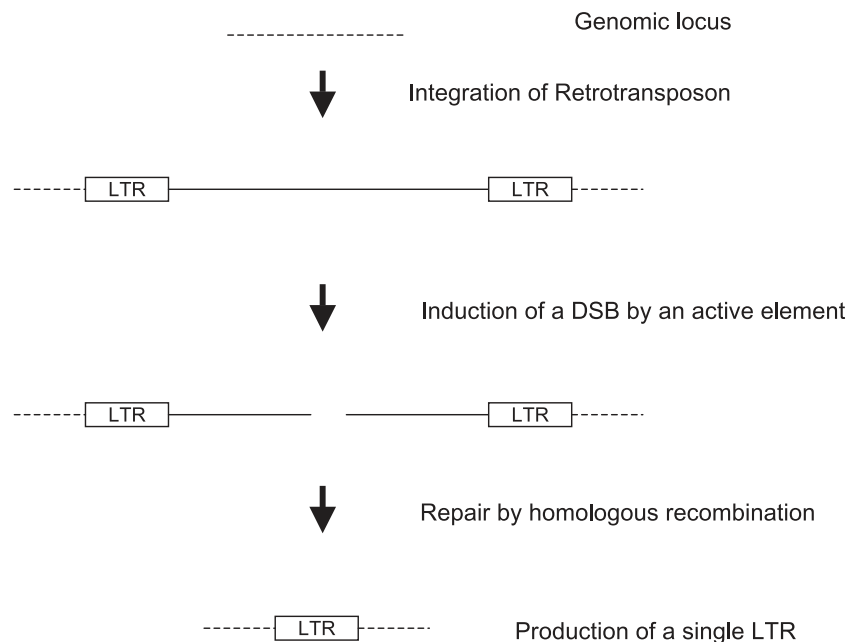 Genomic locus
Integration of Retrotransposon
LTR LTR
Induction of a DSB by an active element
LTR LTR
Repair by homologous recombination
LTR
Production of a single LTR